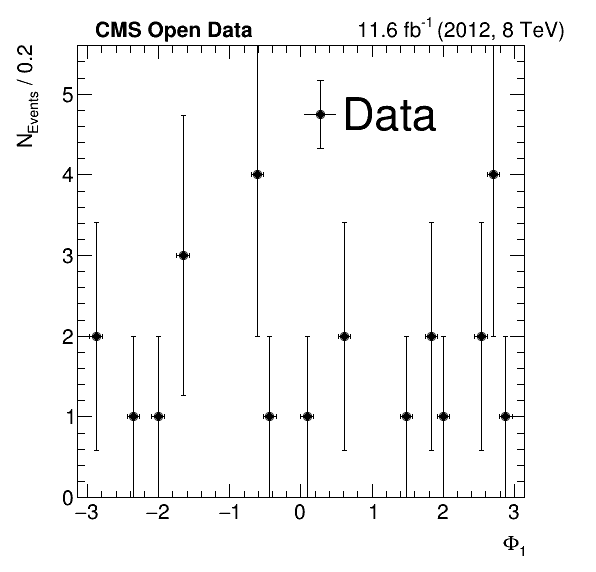 CMS Open Data
11.6 fb⁻¹ (2012, 8 TeV)
N_Events / 0.2
Data
5
4
3
2
1
0
−3 −2 −1 0 1 2 3
Φ₁